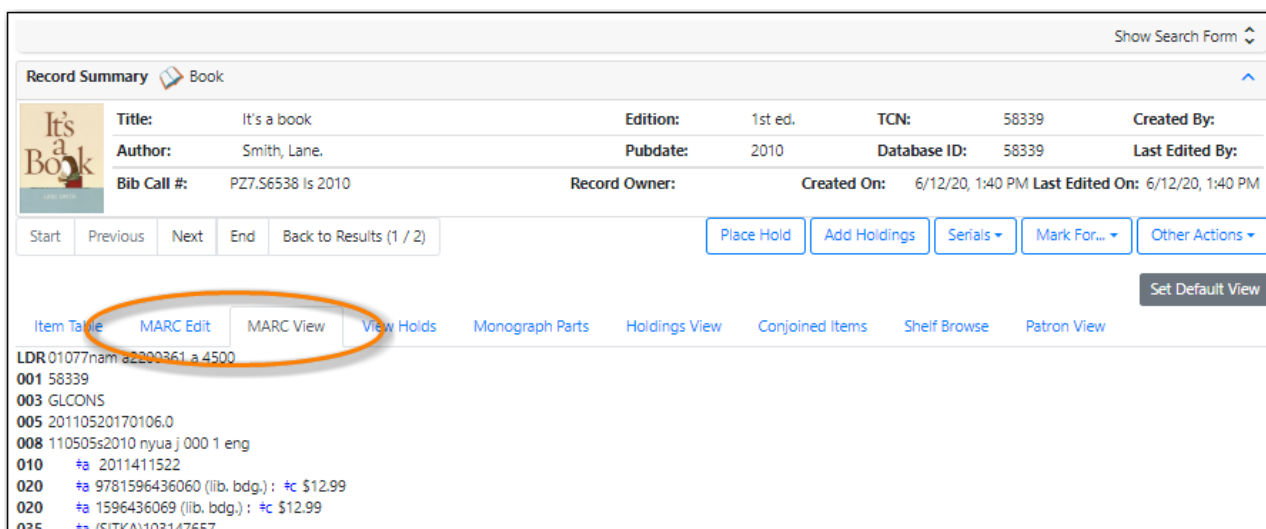 Show Search Form
Record Summary Book
It's a Book
LANE SMITH
Title: It's a book Edition: 1st ed. TCN: 58339 Created By:
Author: Smith, Lane. Pubdate: 2010 Database ID: 58339 Last Edited By:
Bib Call #: PZ7.S6538 Is 2010 Record Owner: Created On: 6/12/20, 1:40 PM Last Edited On: 6/12/20, 1:40 PM
Start Previous Next End Back to Results (1 / 2) Place Hold Add Holdings Serials Mark For... Other Actions
Set Default View
Item Table MARC Edit MARC View View Holds Monograph Parts Holdings View Conjoined Items Shelf Browse Patron View
LDR 01077nam a2200361 a 4500
001 58339
003 GLCONS
005 20110520170106.0
008 110505s2010 nyua j 000 1 eng
010 ‡a 2011411522
020 ‡a 9781596436060 (lib. bdg.) : ‡c $12.99
020 ‡a 1596436069 (lib. bdg.) : ‡c $12.99
035 ‡a (SITKA)103147657